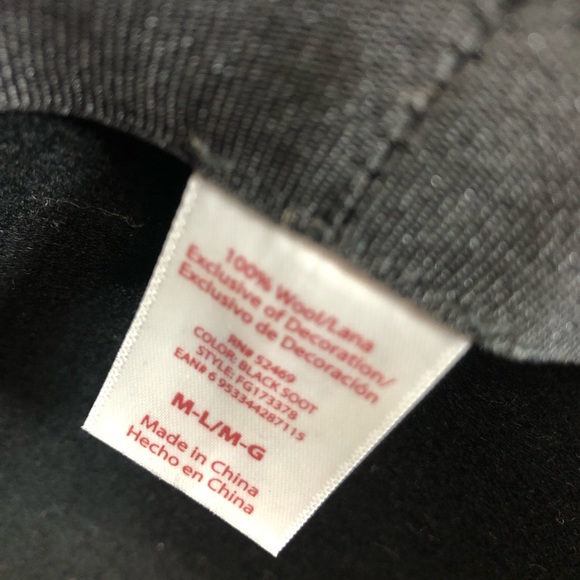 100% Wool/Lana
Exclusive of Decoration/
Exclusivo de Decoración
RN# 52469
COLOR: BLACK SOOT
STYLE: FG173378
EAN# 6 953344287115
M-L/M-G
Made in China
Hecho en China